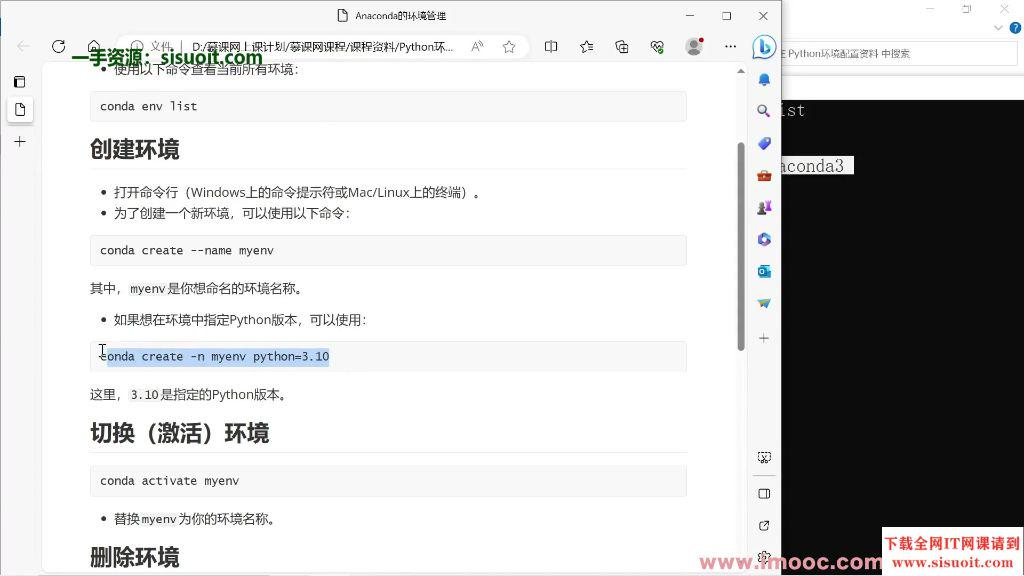 Anaconda的环境管理
文件
D:/慕课网上课计划/慕课网课程/课程资料/Python环...
一手资源：sisuoit.com
Python环境配置资料 中搜索
使用以下命令查看当前所有环境：
conda env list
ist
创建环境
aconda3
打开命令行（Windows上的命令提示符或Mac/Linux上的终端）。
为了创建一个新环境，可以使用以下命令：
conda create --name myenv
其中，myenv是你想命名的环境名称。
如果想在环境中指定Python版本，可以使用：
conda create -n myenv python=3.10
这里，3.10是指定的Python版本。
切换（激活）环境
conda activate myenv
替换myenv为你的环境名称。
删除环境
www.imooc.com
下载全网IT网课请到
www.sisuoit.com